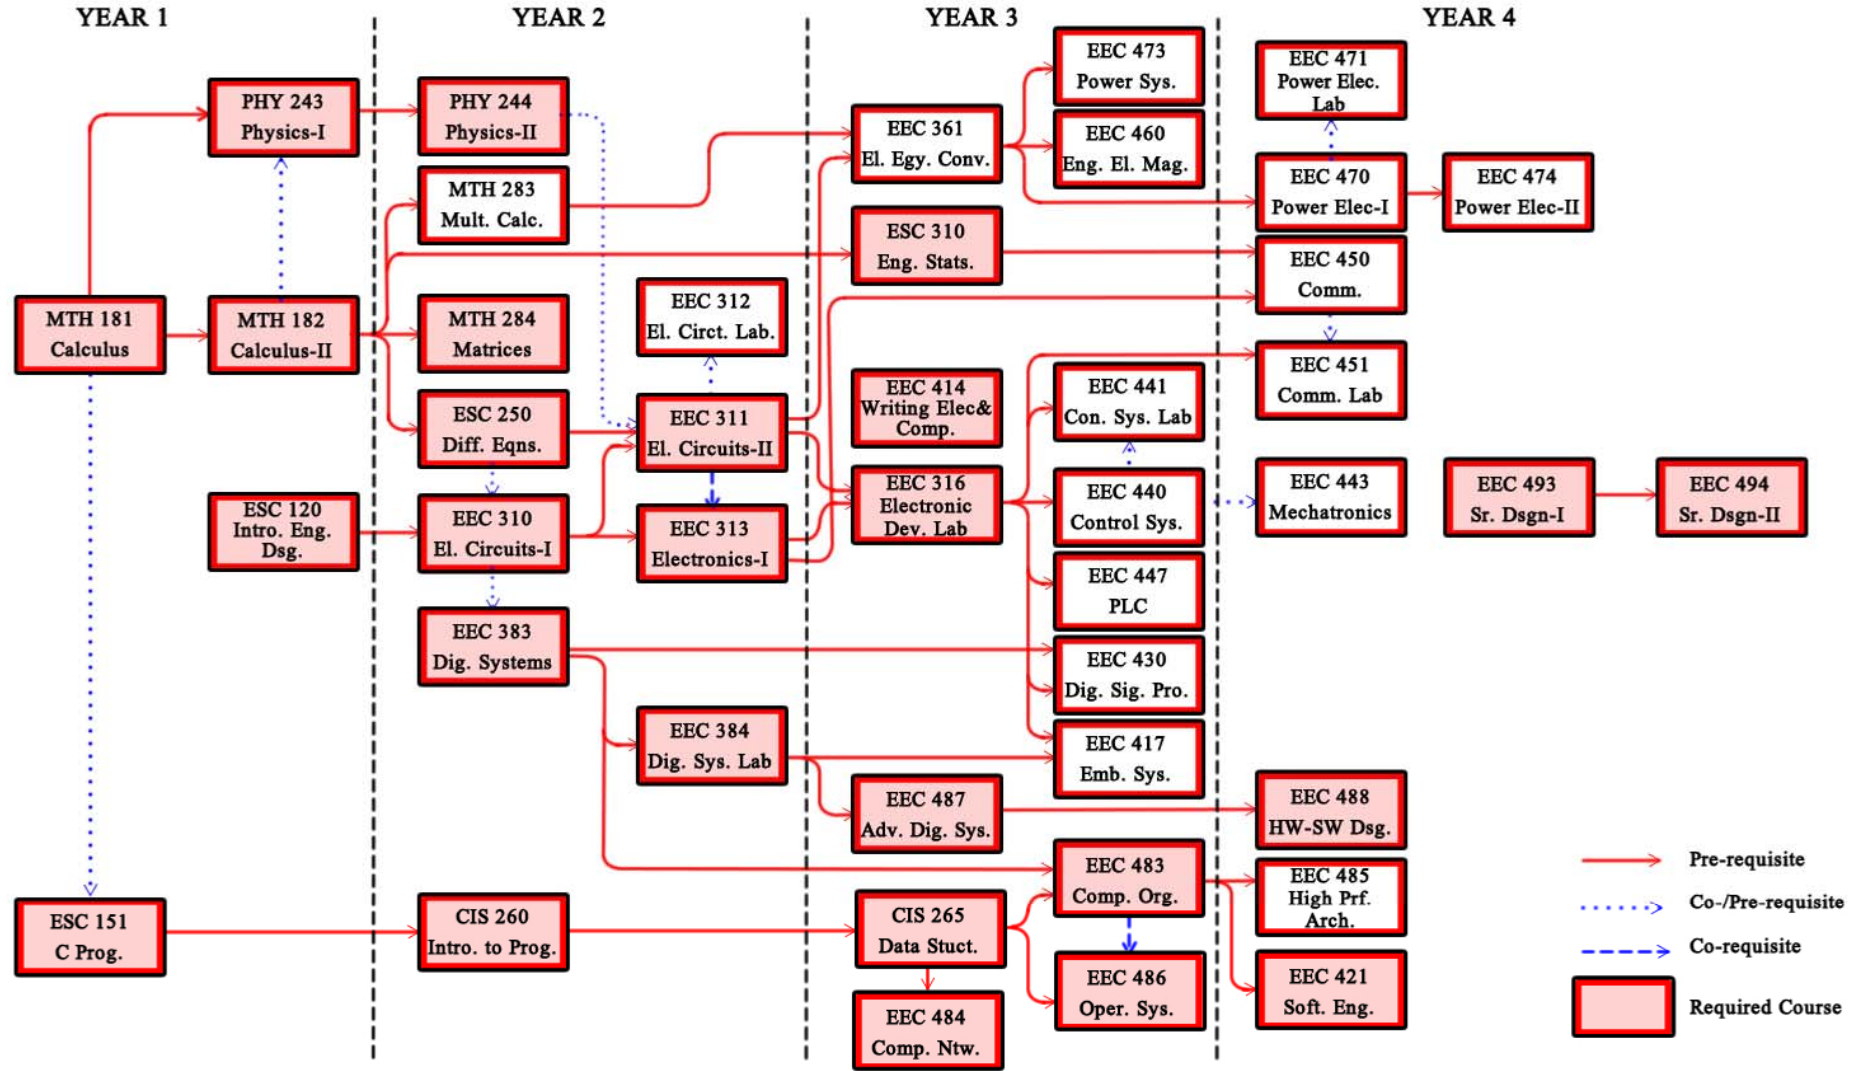 YEAR 1
YEAR 2
YEAR 3
YEAR 4
PHY 243
Physics-I
MTH 181
Calculus
MTH 182
Calculus-II
ESC 120
Intro. Eng.
Dsg.
ESC 151
C Prog.
PHY 244
Physics-II
MTH 283
Mult. Calc.
MTH 284
Matrices
ESC 250
Diff. Eqns.
EEC 310
El. Circuits-I
EEC 383
Dig. Systems
CIS 260
Intro. to Prog.
EEC 312
El. Circt. Lab.
EEC 311
El. Circuits-II
EEC 313
Electronics-I
EEC 384
Dig. Sys. Lab
EEC 361
El. Egy. Conv.
ESC 310
Eng. Stats.
EEC 414
Writing Elec&
Comp.
EEC 316
Electronic
Dev. Lab
EEC 487
Adv. Dig. Sys.
CIS 265
Data Stuct.
EEC 484
Comp. Ntw.
EEC 473
Power Sys.
EEC 460
Eng. El. Mag.
EEC 441
Con. Sys. Lab
EEC 440
Control Sys.
EEC 447
PLC
EEC 430
Dig. Sig. Pro.
EEC 417
Emb. Sys.
EEC 483
Comp. Org.
EEC 486
Oper. Sys.
EEC 471
Power Elec.
Lab
EEC 470
Power Elec-I
EEC 474
Power Elec-II
EEC 450
Comm.
EEC 451
Comm. Lab
EEC 443
Mechatronics
EEC 493
Sr. Dsgn-I
EEC 494
Sr. Dsgn-II
EEC 488
HW-SW Dsg.
EEC 485
High Prf.
Arch.
EEC 421
Soft. Eng.
Pre-requisite
Co-/Pre-requisite
Co-requisite
Required Course